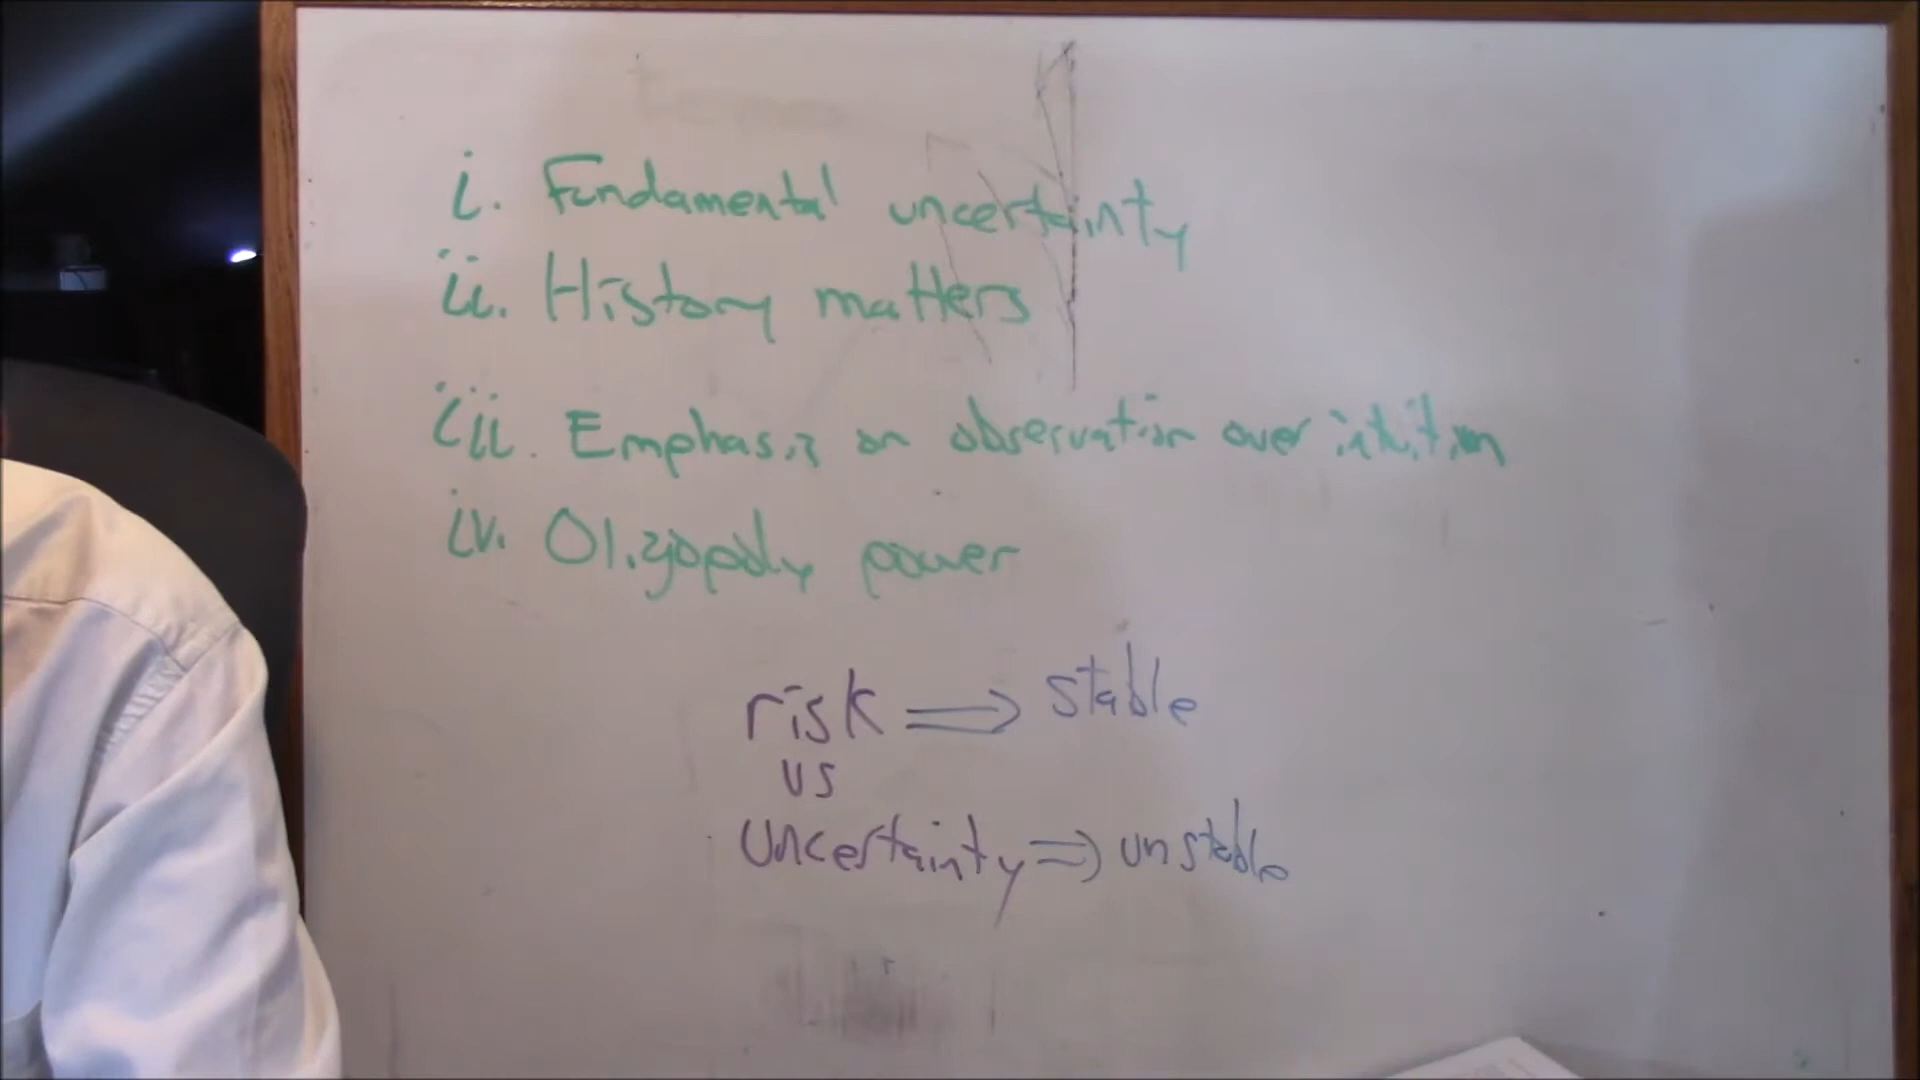 i. Fundamental uncertainty
ii. History matters
iii. Emphasis on observation over intuition
iv. Oligopoly power
risk ⇒ stable
vs
Uncertainty ⇒ unstable